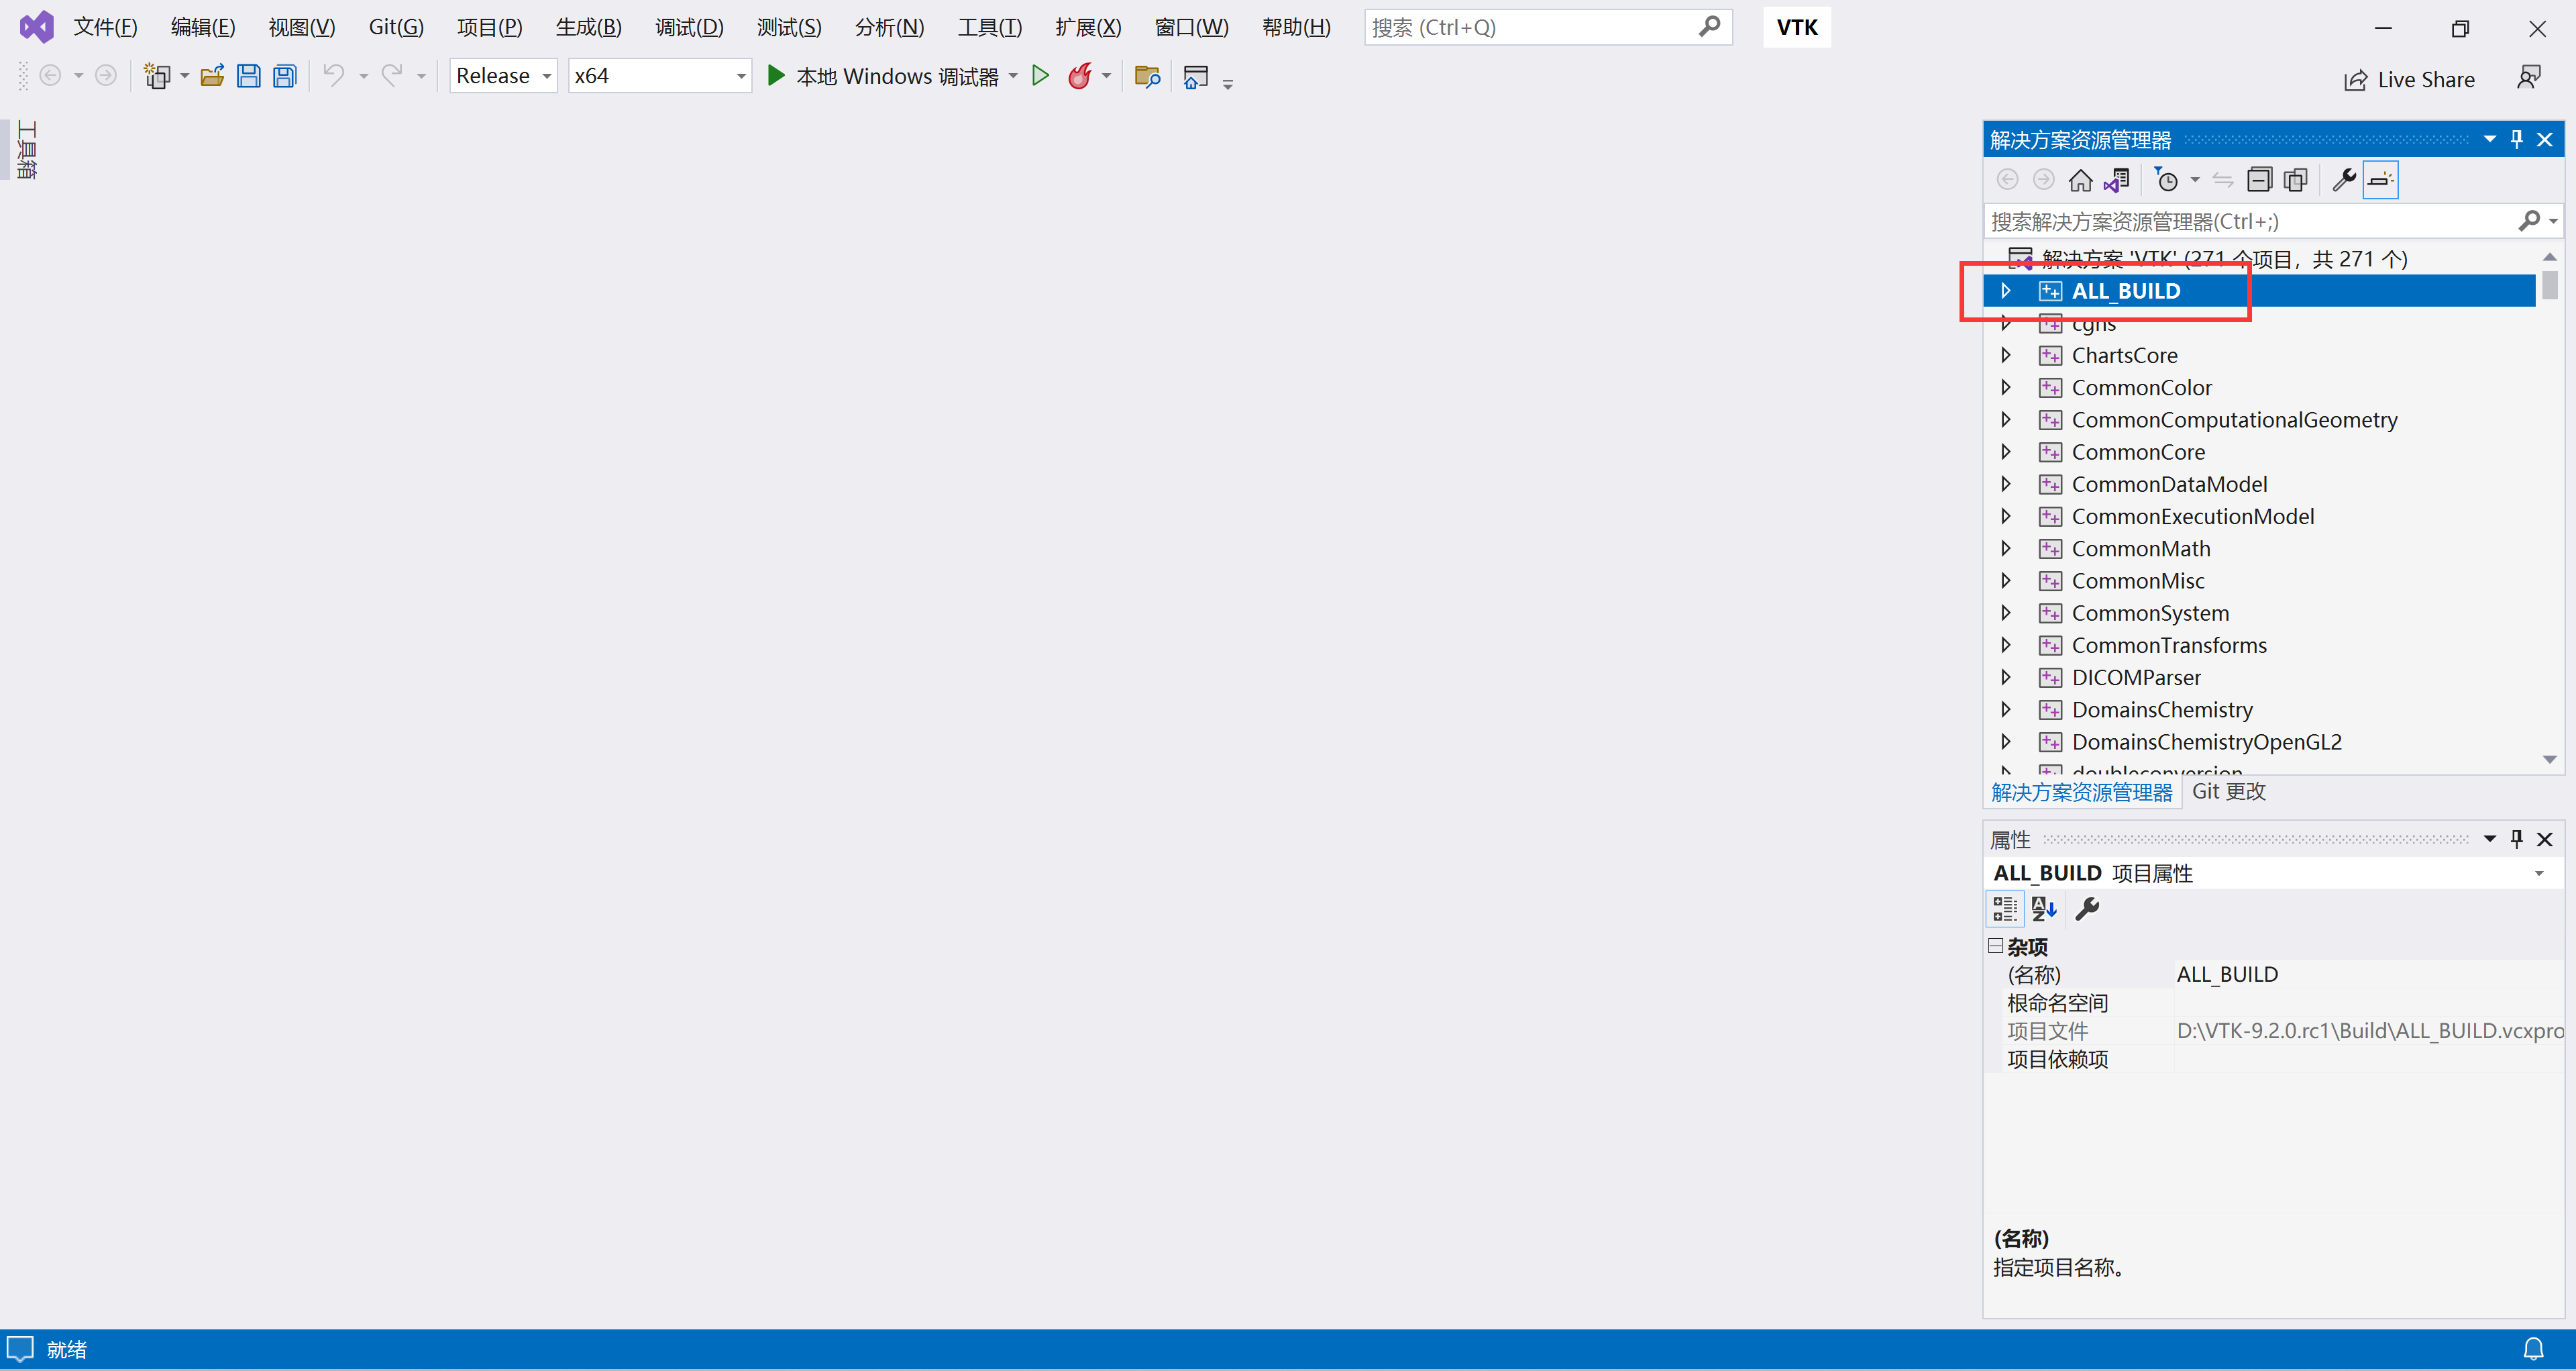 文件(F) 编辑(E) 视图(V) Git(G) 项目(P) 生成(B) 调试(D) 测试(S) 分析(N) 工具(T) 扩展(X) 窗口(W) 帮助(H) 搜索 (Ctrl+Q) VTK
Release x64 本地 Windows 调试器 Live Share
工具箱
解决方案资源管理器
搜索解决方案资源管理器(Ctrl+;)
解决方案 'VTK' (271 个项目，共 271 个)
ALL_BUILD
cgns
ChartsCore
CommonColor
CommonComputationalGeometry
CommonCore
CommonDataModel
CommonExecutionModel
CommonMath
CommonMisc
CommonSystem
CommonTransforms
DICOMParser
DomainsChemistry
DomainsChemistryOpenGL2
doubleconversion
解决方案资源管理器 Git 更改
属性
ALL_BUILD 项目属性
杂项
(名称) ALL_BUILD
根命名空间
项目文件 D:\VTK-9.2.0.rc1\Build\ALL_BUILD.vcxpro
项目依赖项
(名称)
指定项目名称。
就绪